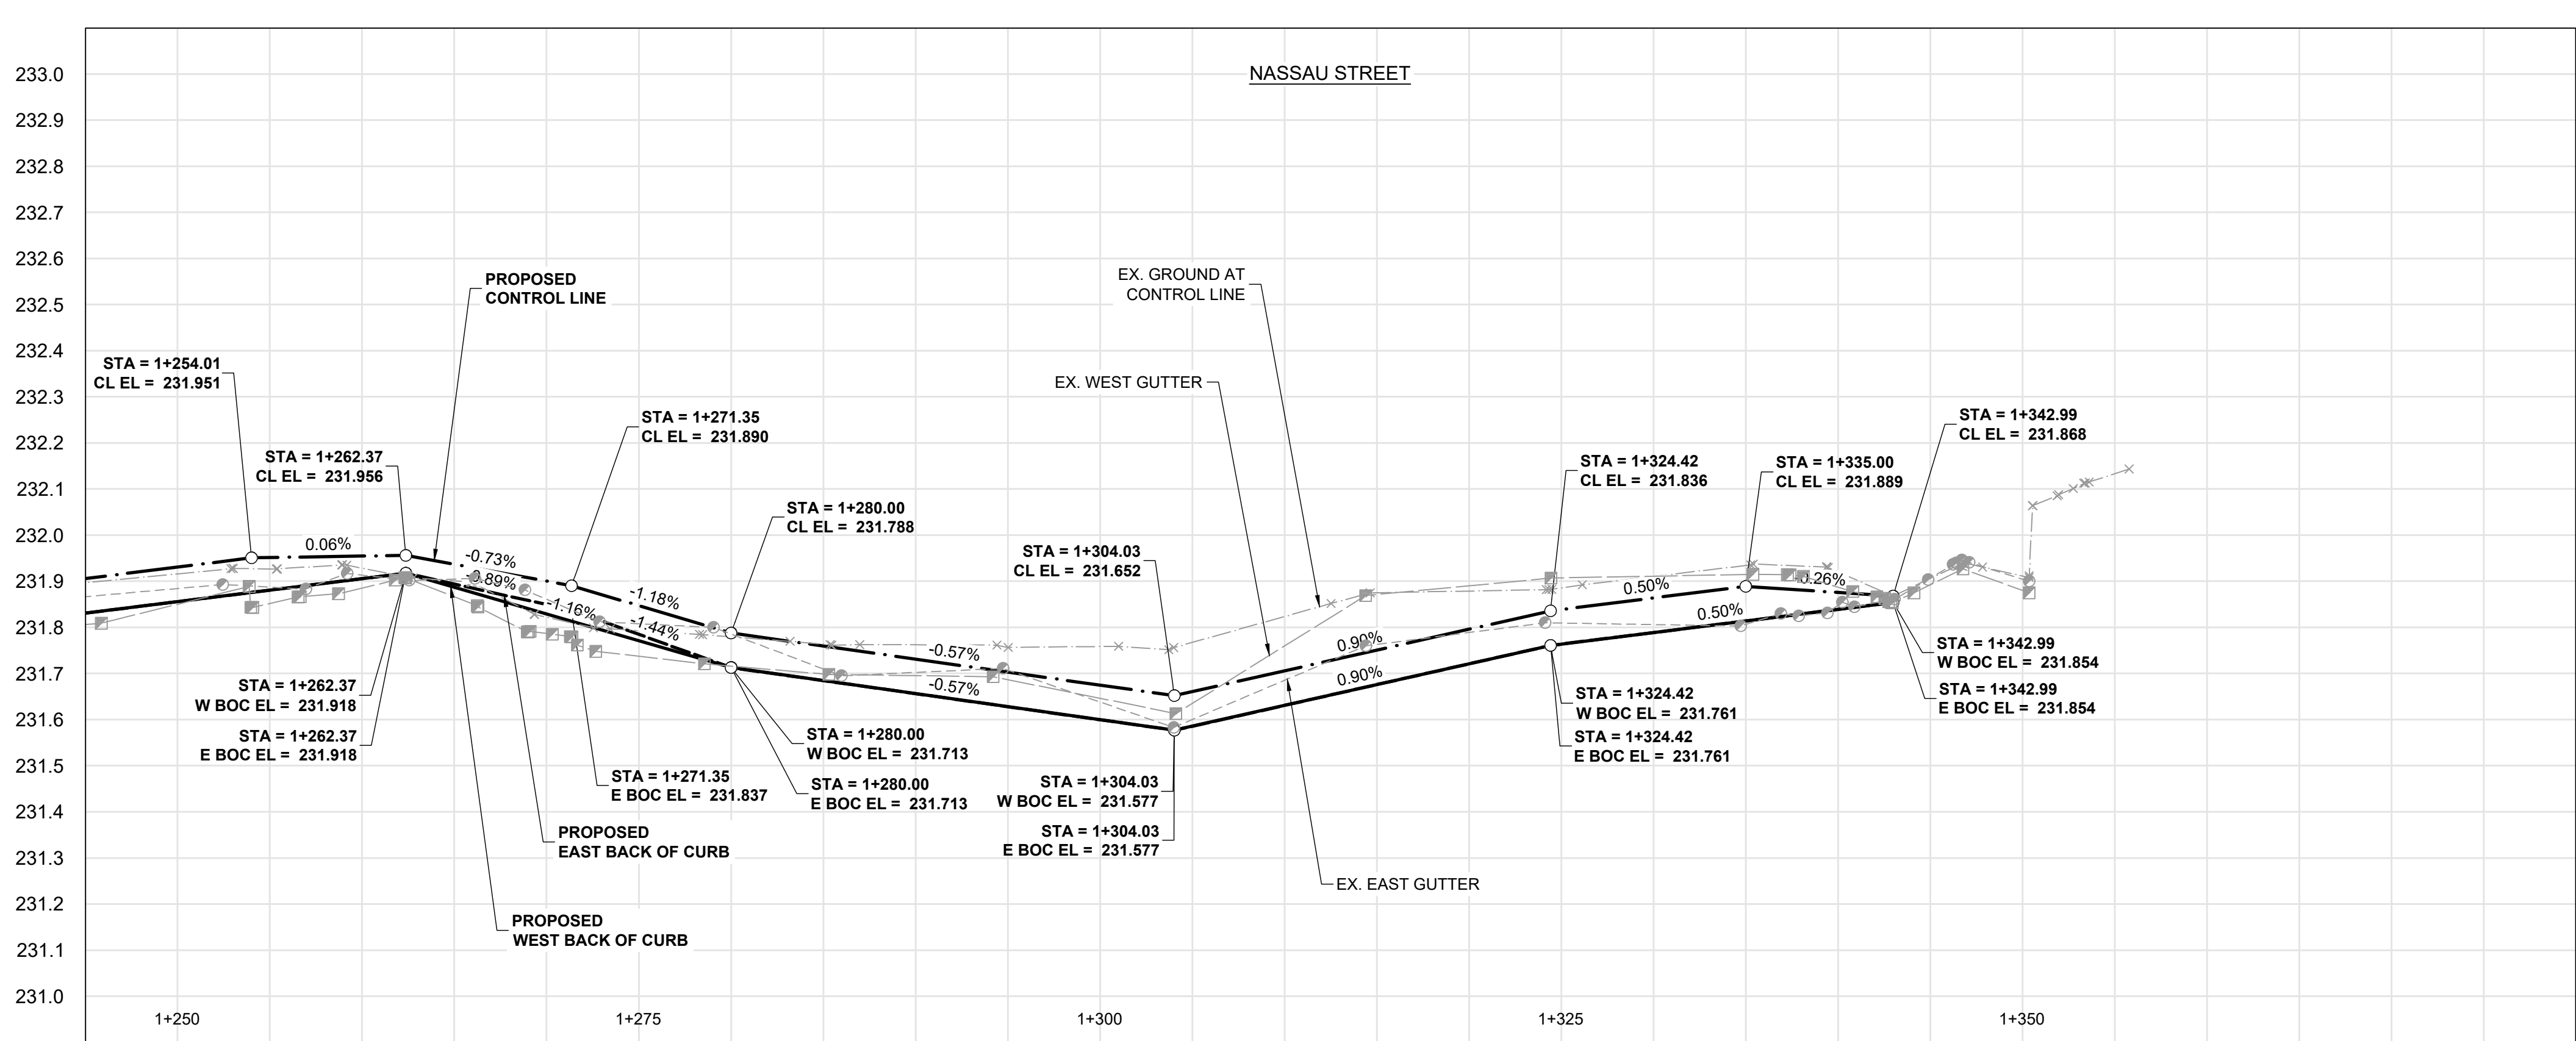 NASSAU STREET
233.0
232.9
232.8
232.7
232.6
232.5
232.4
232.3
232.2
232.1
232.0
231.9
231.8
231.7
231.6
231.5
231.4
231.3
231.2
231.1
231.0
PROPOSED
CONTROL LINE
EX. GROUND AT
CONTROL LINE
EX. WEST GUTTER
STA = 1+254.01
CL EL = 231.951
STA = 1+262.37
CL EL = 231.956
STA = 1+271.35
CL EL = 231.890
STA = 1+280.00
CL EL = 231.788
STA = 1+304.03
CL EL = 231.652
STA = 1+324.42
CL EL = 231.836
STA = 1+335.00
CL EL = 231.889
STA = 1+342.99
CL EL = 231.868
0.06%
-0.73%
-0.89%
-1.16%
-1.18%
-1.44%
-0.57%
-0.57%
0.90%
0.90%
0.50%
0.50%
-0.26%
STA = 1+262.37
W BOC EL = 231.918
STA = 1+262.37
E BOC EL = 231.918
STA = 1+271.35
E BOC EL = 231.837
STA = 1+280.00
W BOC EL = 231.713
STA = 1+280.00
E BOC EL = 231.713
STA = 1+304.03
W BOC EL = 231.577
STA = 1+304.03
E BOC EL = 231.577
STA = 1+324.42
W BOC EL = 231.761
STA = 1+324.42
E BOC EL = 231.761
STA = 1+342.99
W BOC EL = 231.854
STA = 1+342.99
E BOC EL = 231.854
PROPOSED
EAST BACK OF CURB
PROPOSED
WEST BACK OF CURB
EX. EAST GUTTER
1+250
1+275
1+300
1+325
1+350